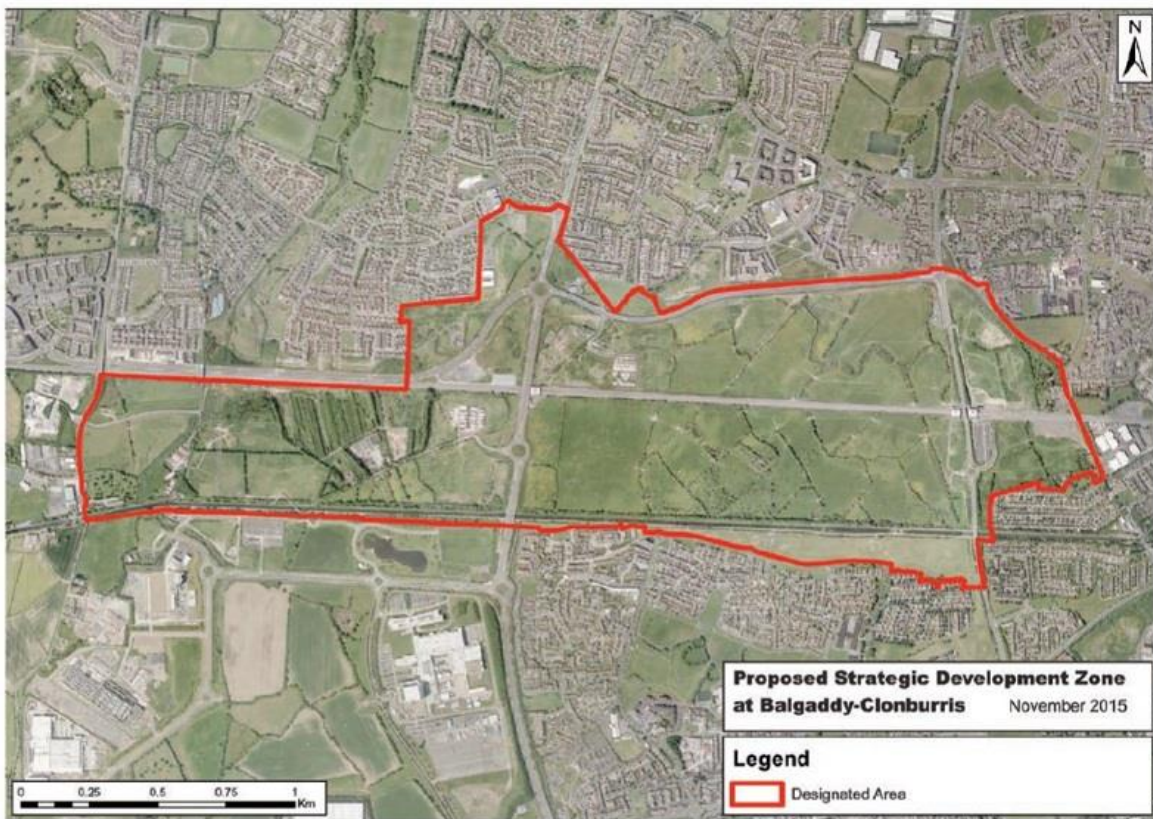 N
Proposed Strategic Development Zone
at Balgaddy-Clonburris November 2015
Legend
Designated Area
0 0.25 0.5 0.75 1
Km